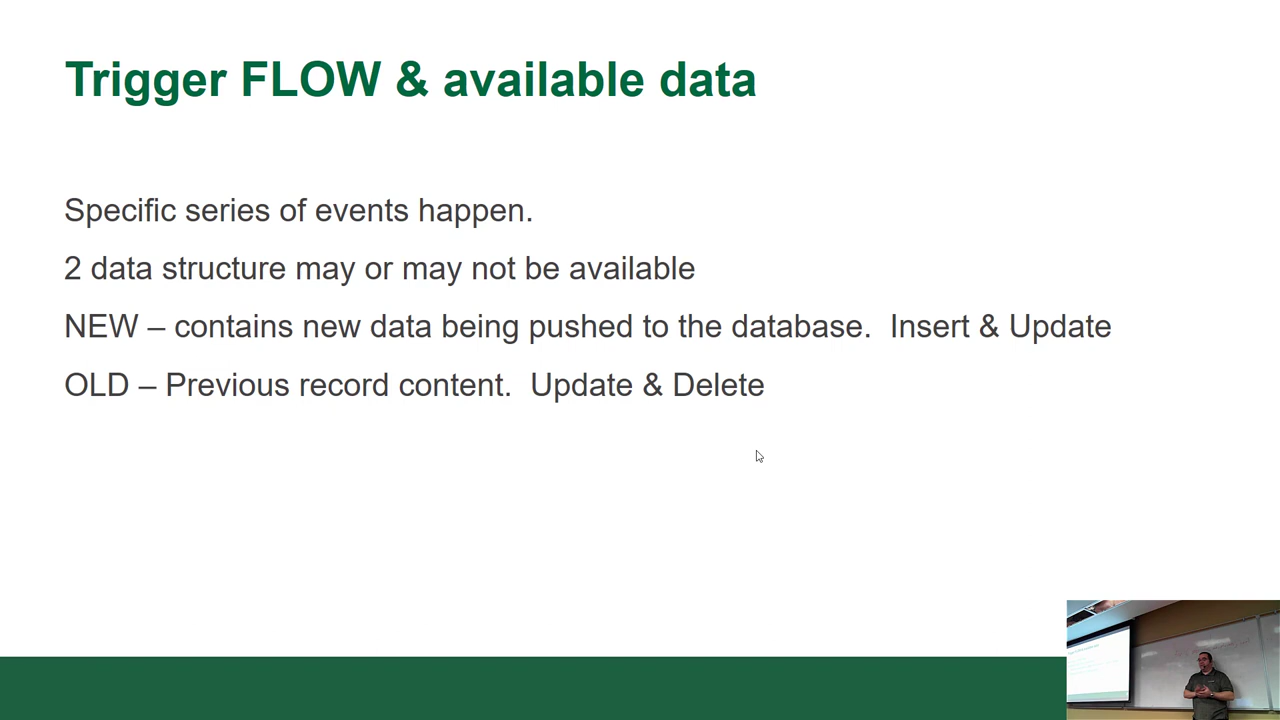 Trigger FLOW & available data
Specific series of events happen.
2 data structure may or may not be available
NEW – contains new data being pushed to the database.  Insert & Update
OLD – Previous record content.  Update & Delete